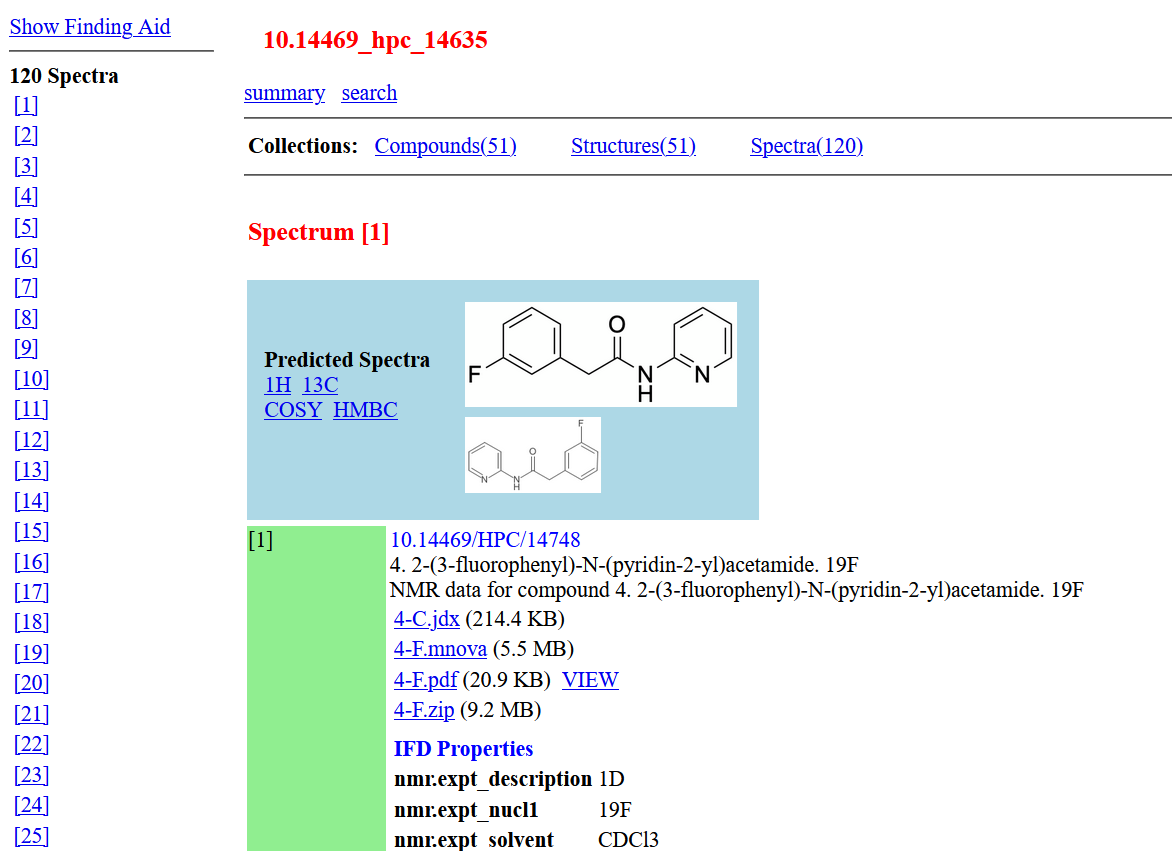 Show Finding Aid
120 Spectra
[1]
[2]
[3]
[4]
[5]
[6]
[7]
[8]
[9]
[10]
[11]
[12]
[13]
[14]
[15]
[16]
[17]
[18]
[19]
[20]
[21]
[22]
[23]
[24]
[25]
10.14469_hpc_14635
summary search
Collections: Compounds(51) Structures(51) Spectra(120)
Spectrum [1]
Predicted Spectra
1H 13C
COSY HMBC
O
F
N
H
N
F
O
N
N
H
[1]
10.14469/HPC/14748
4. 2-(3-fluorophenyl)-N-(pyridin-2-yl)acetamide. 19F
NMR data for compound 4. 2-(3-fluorophenyl)-N-(pyridin-2-yl)acetamide. 19F
4-C.jdx (214.4 KB)
4-F.mnova (5.5 MB)
4-F.pdf (20.9 KB) VIEW
4-F.zip (9.2 MB)
IFD Properties
nmr.expt_description 1D
nmr.expt_nucl1 19F
nmr.expt_solvent CDCl3